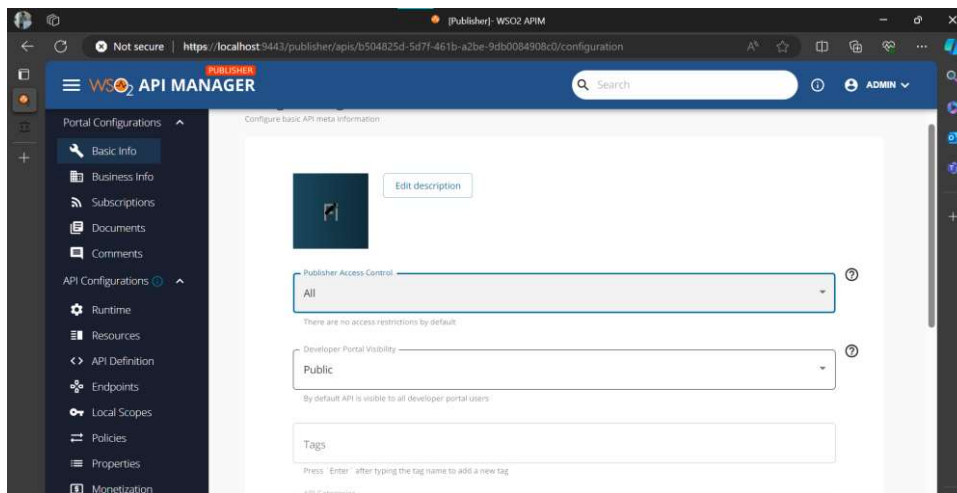 [Publisher]- WSO2 APIM
Not secure | https://localhost:9443/publisher/apis/b504825d-5d7f-461b-a2be-9db0084908c0/configuration
PUBLISHER
WSO2 API MANAGER
Search
ADMIN
Portal Configurations
Basic Info
Business Info
Subscriptions
Documents
Comments
API Configurations
Runtime
Resources
API Definition
Endpoints
Local Scopes
Policies
Properties
Monetization
Configure basic API meta information
Edit description
Publisher Access Control
All
There are no access restrictions by default
Developer Portal Visibility
Public
By default API is visible to all developer portal users
Tags
Press `Enter` after typing the tag name to add a new tag
API Categories